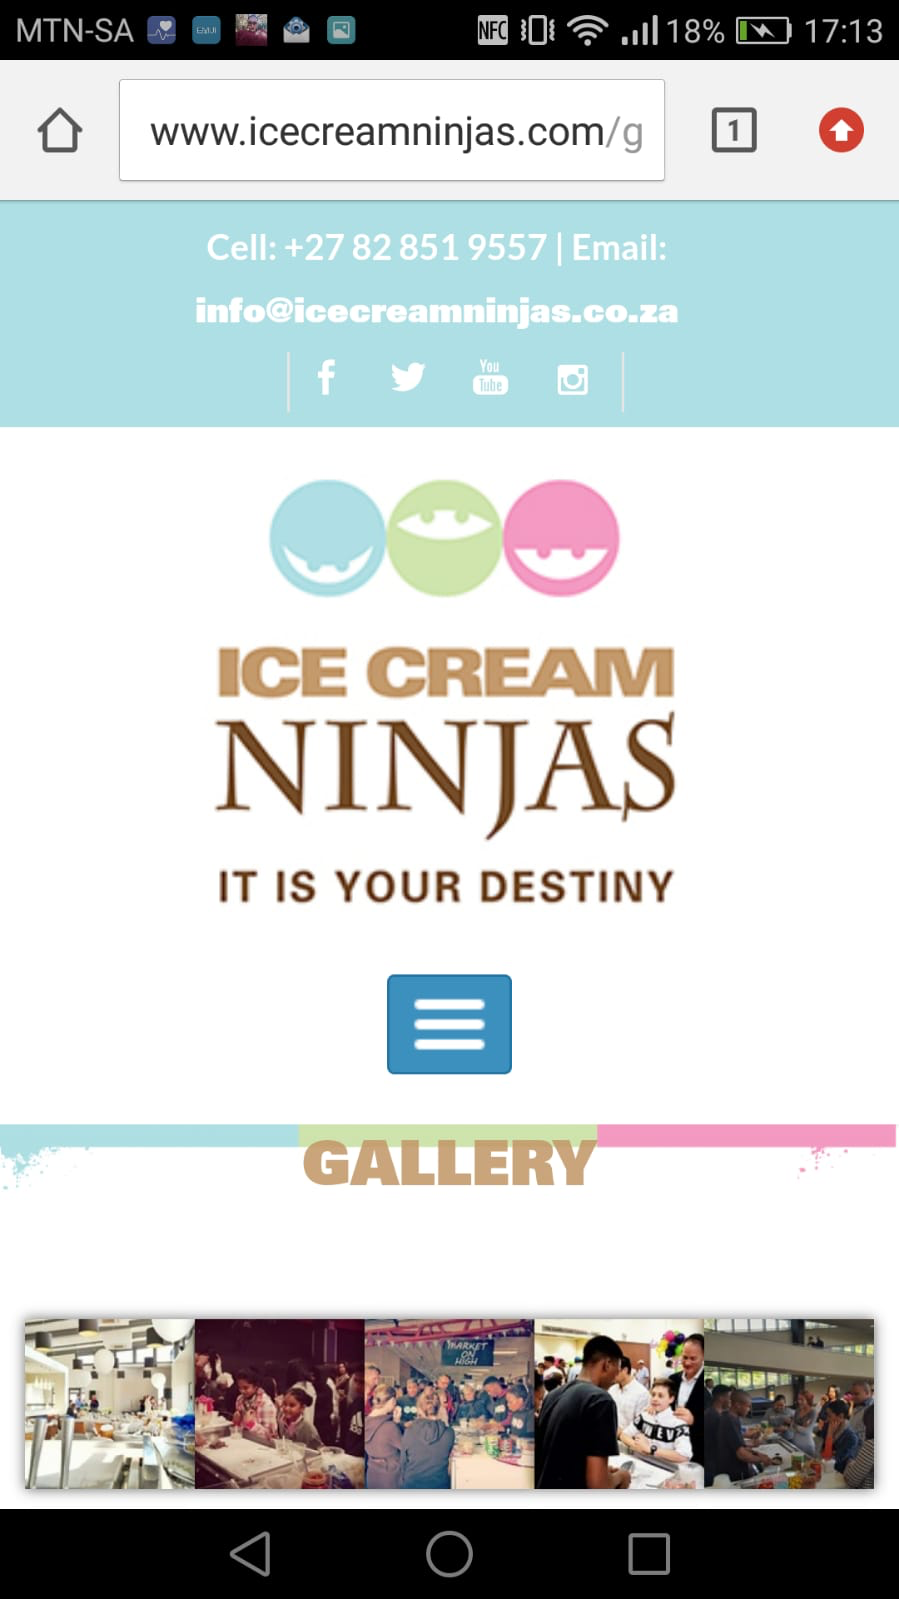 MTN-SA EMUI NFC 18% 17:13
www.icecreamninjas.com/g 1
Cell: +27 82 851 9557 | Email:
info@icecreamninjas.co.za
You
Tube
ICE CREAM
NINJAS
IT IS YOUR DESTINY
GALLERY
MARKET
ON
HIGH